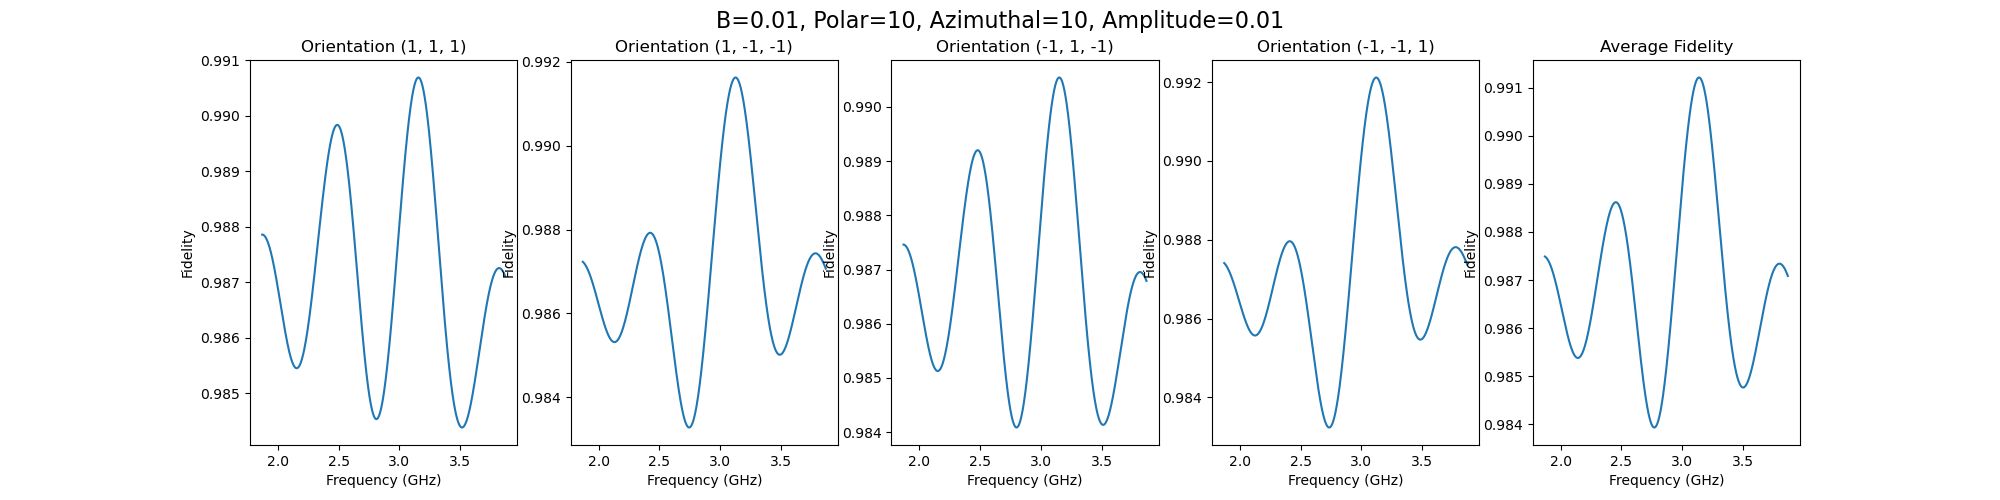 B=0.01, Polar=10, Azimuthal=10, Amplitude=0.01
Orientation (1, 1, 1)
0.991
0.990
0.989
0.988
0.987
0.986
0.985
Fidelity
2.0 2.5 3.0 3.5
Frequency (GHz)
Orientation (1, -1, -1)
0.992
0.990
0.988
0.986
0.984
Fidelity
2.0 2.5 3.0 3.5
Frequency (GHz)
Orientation (-1, 1, -1)
0.990
0.989
0.988
0.987
0.986
0.985
0.984
Fidelity
2.0 2.5 3.0 3.5
Frequency (GHz)
Orientation (-1, -1, 1)
0.992
0.990
0.988
0.986
0.984
Fidelity
2.0 2.5 3.0 3.5
Frequency (GHz)
Average Fidelity
0.991
0.990
0.989
0.988
0.987
0.986
0.985
0.984
Fidelity
2.0 2.5 3.0 3.5
Frequency (GHz)